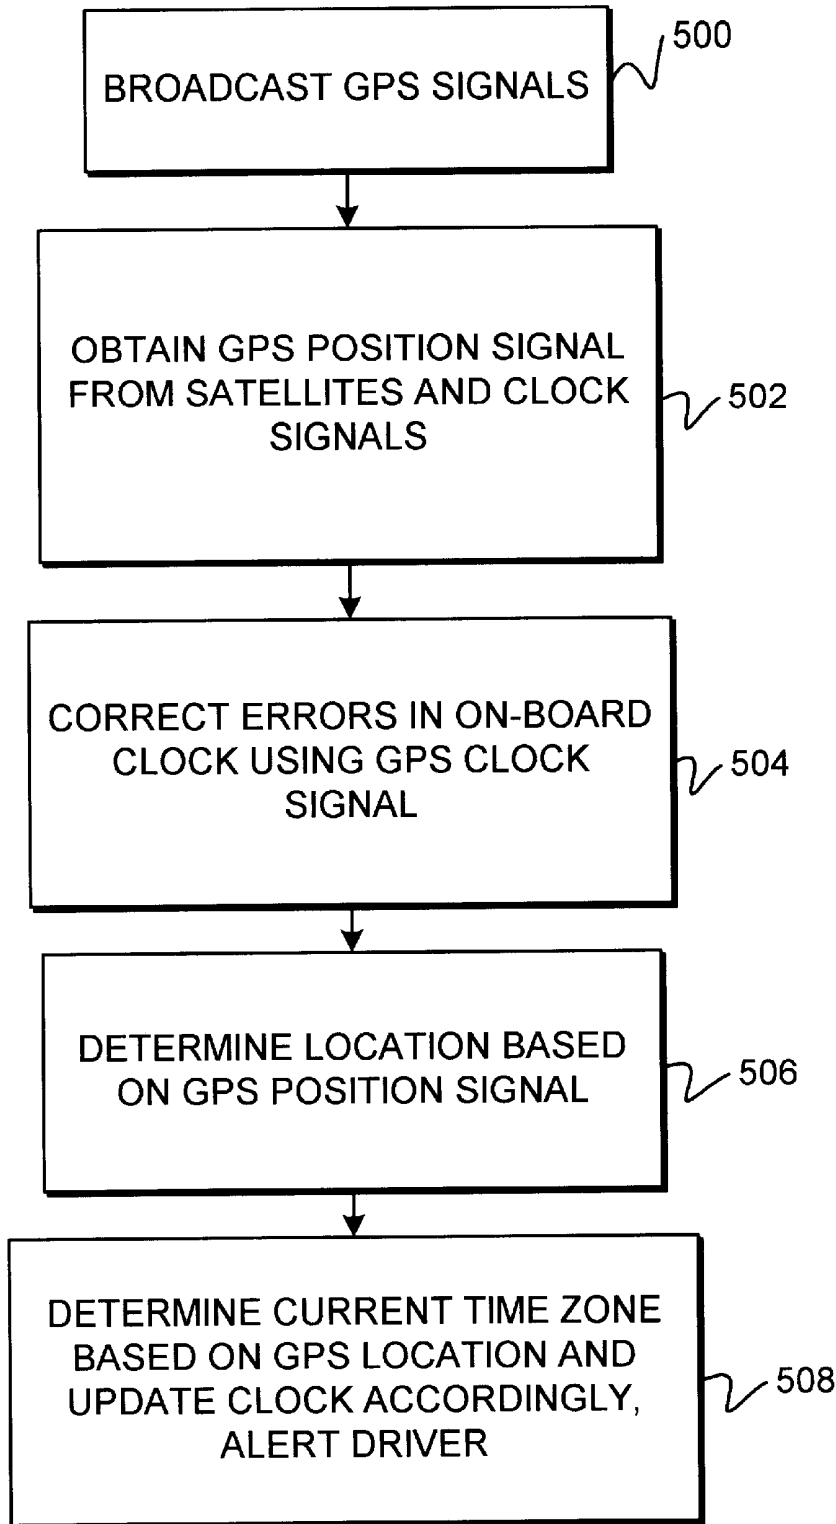 BROADCAST GPS SIGNALS
500
OBTAIN GPS POSITION SIGNAL
FROM SATELLITES AND CLOCK
SIGNALS
502
CORRECT ERRORS IN ON-BOARD
CLOCK USING GPS CLOCK
SIGNAL
504
DETERMINE LOCATION BASED
ON GPS POSITION SIGNAL
506
DETERMINE CURRENT TIME ZONE
BASED ON GPS LOCATION AND
UPDATE CLOCK ACCORDINGLY,
ALERT DRIVER
508